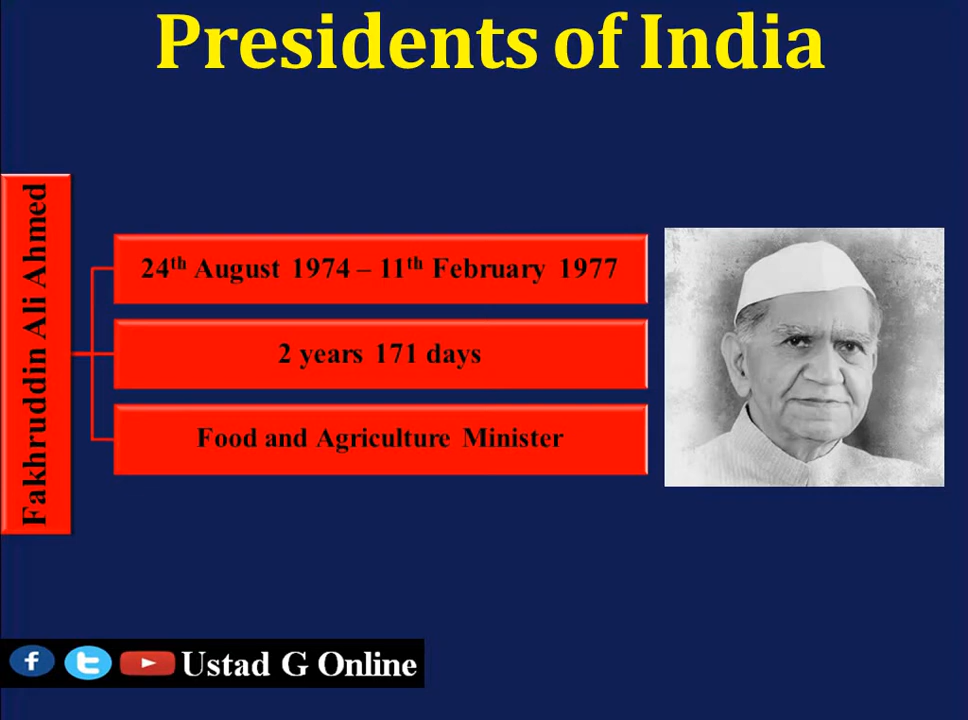 Presidents of India
Fakhruddin Ali Ahmed
24th August 1974 – 11th February 1977
2 years 171 days
Food and Agriculture Minister
Ustad G Online